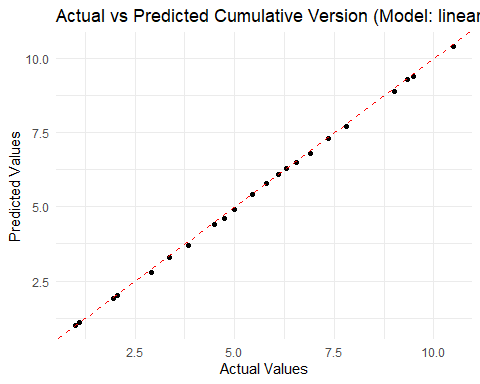 Actual vs Predicted Cumulative Version (Model: linear
10.0
7.5
5.0
2.5
Predicted Values
2.5 5.0 7.5 10.0
Actual Values